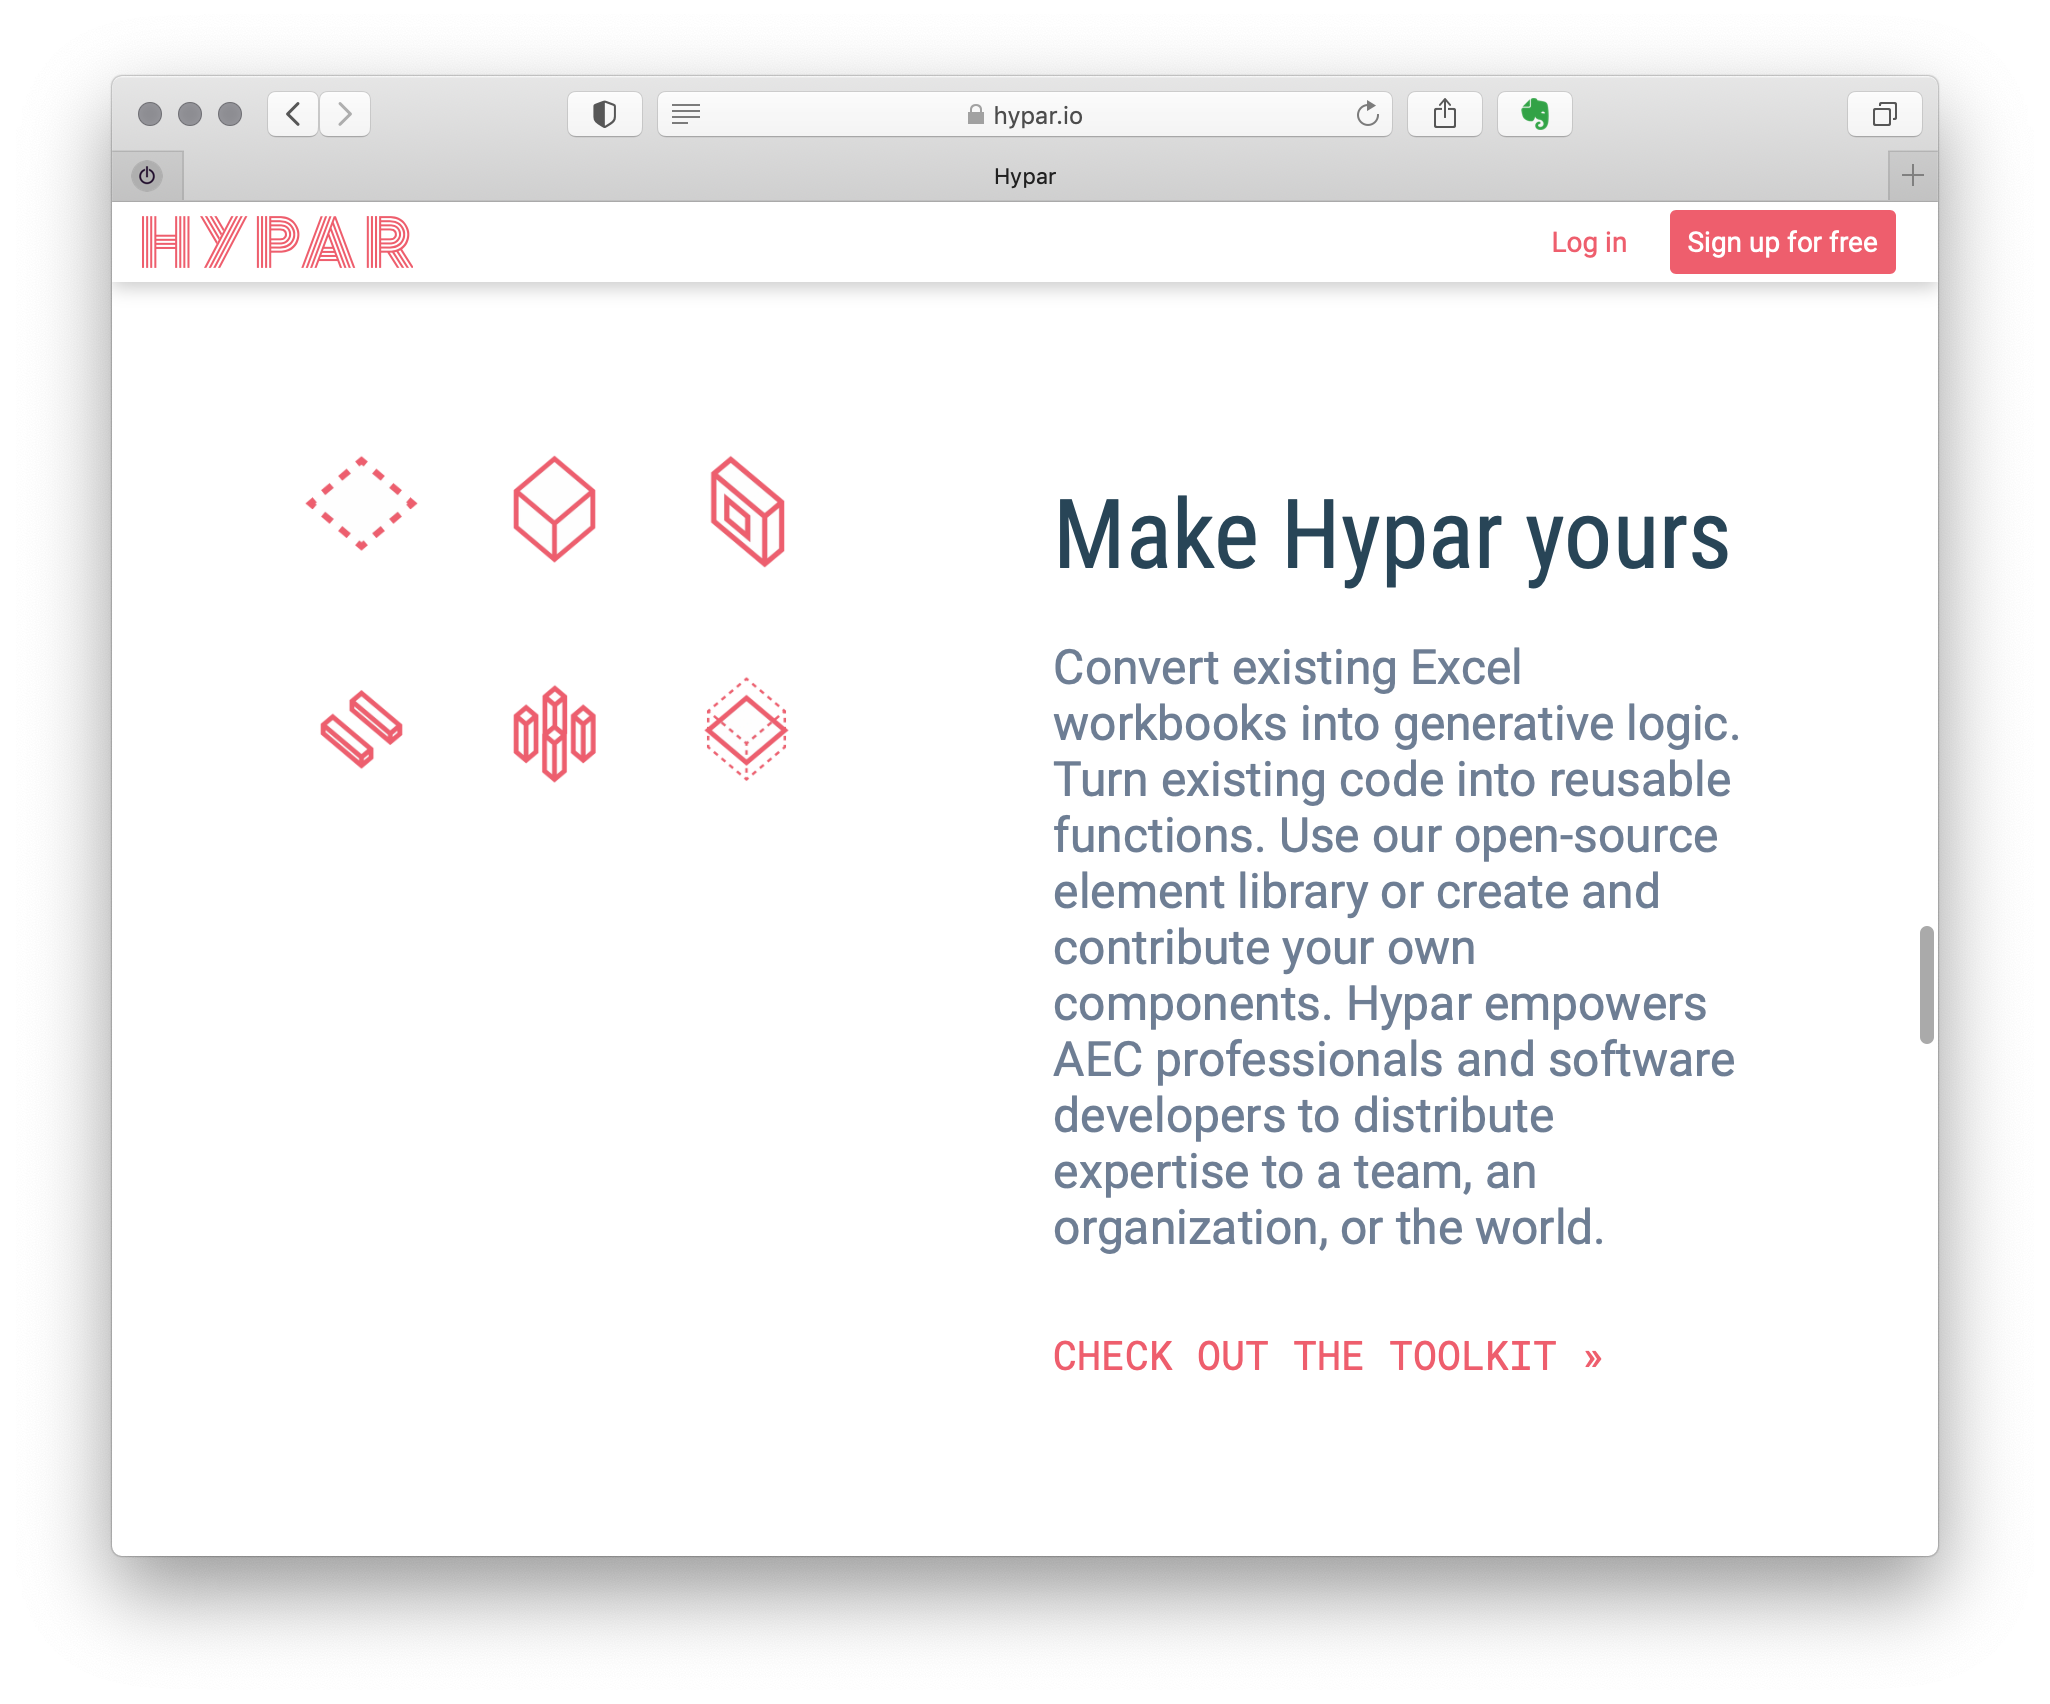 hypar.io
Hypar
HYPAR
Log in
Sign up for free
Make Hypar yours
Convert existing Excel
workbooks into generative logic.
Turn existing code into reusable
functions. Use our open-source
element library or create and
contribute your own
components. Hypar empowers
AEC professionals and software
developers to distribute
expertise to a team, an
organization, or the world.
CHECK OUT THE TOOLKIT »